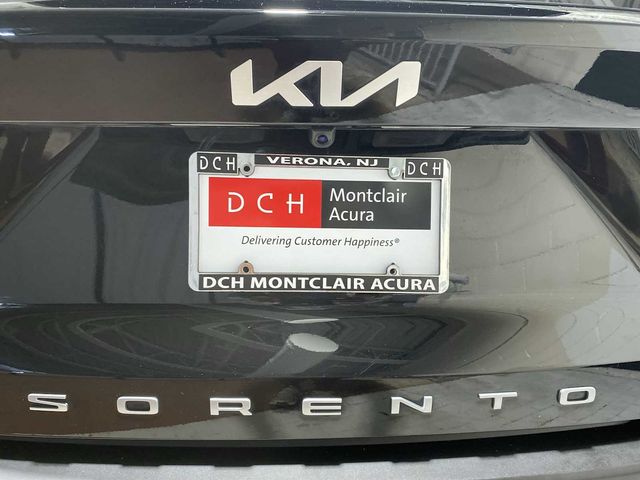 KIA
DCH VERONA, NJ DCH
DCH Montclair
Acura
Delivering Customer Happiness®
DCH MONTCLAIR ACURA
SORENTO